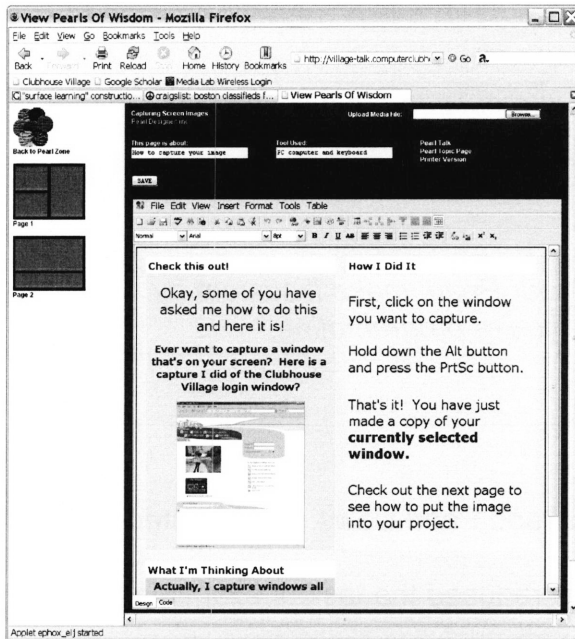 View Pearls Of Wisdom - Mozilla Firefox
File Edit View Go Bookmarks Tools Help
Back Print Reload Home History Bookmarks http://village-talk.computerclubh Go a.
Clubhouse Village Google Scholar Media Lab Wireless Login
"surface learning" constructio... craigslist: boston classifieds f... View Pearls Of Wisdom
Back to Pearl Zone
Page 1
Page 2
Capturing Screen Images
Upload Media File: Browse...
This page is about:
How to capture your image
Tool Used:
PC computer and keyboard
Pearl Talk
Pearl Topic Page
Printer Version
SAVE
File Edit View Insert Format Tools Table
Normal Arial 8pt B I U
Check this out!
Okay, some of you have
asked me how to do this
and here it is!
Ever want to capture a window
that's on your screen? Here is a
capture I did of the Clubhouse
Village login window?
What I'm Thinking About
Actually, I capture windows all
How I Did It
First, click on the window
you want to capture.
Hold down the Alt button
and press the PrtSc button.
That's it! You have just
made a copy of your
currently selected
window.
Check out the next page to
see how to put the image
into your project.
Design Code
Applet ephox_elj started